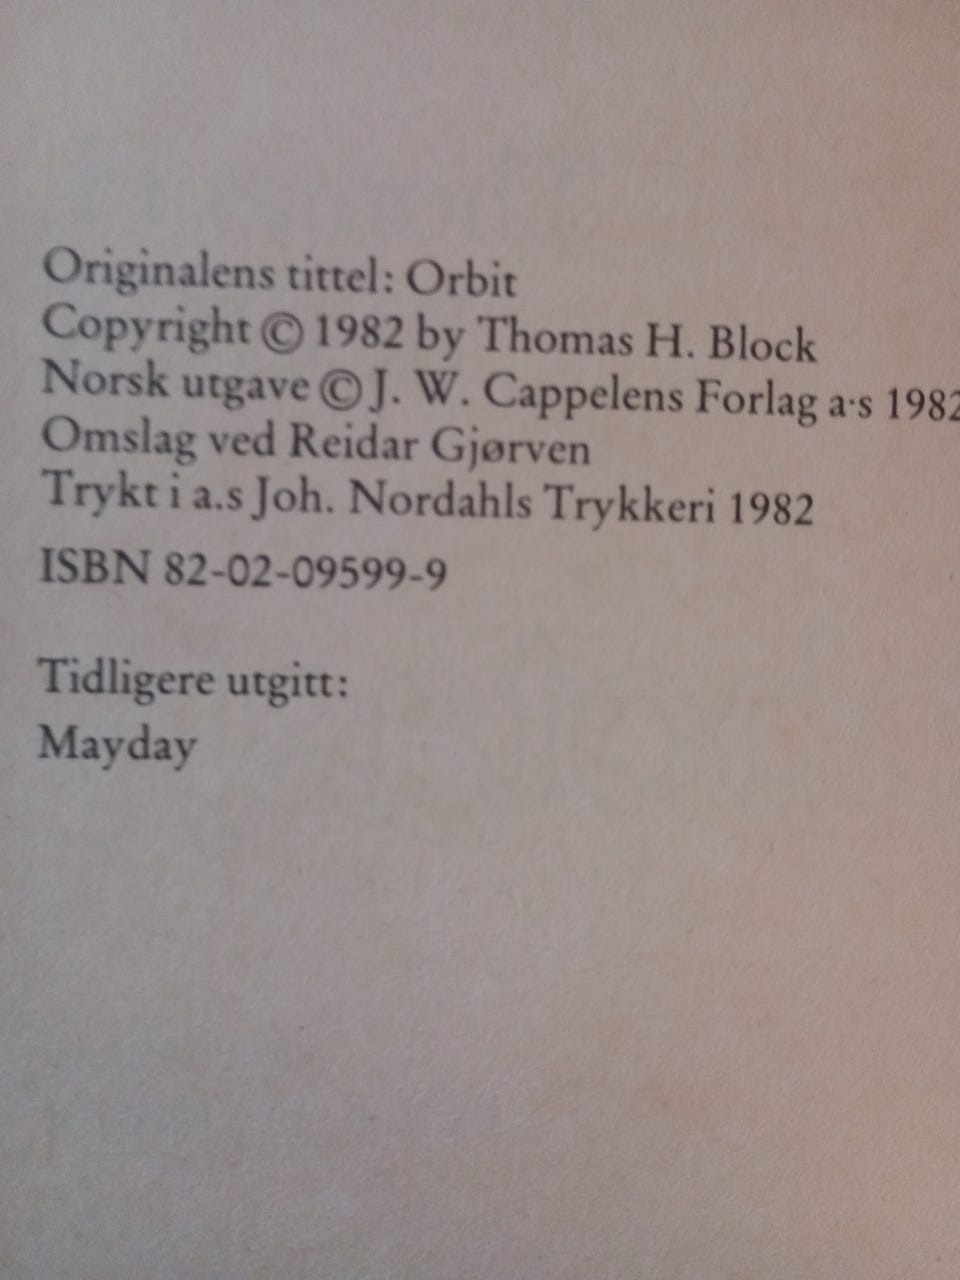 Originalens tittel: Orbit
Copyright © 1982 by Thomas H. Block
Norsk utgave © J. W. Cappelens Forlag a·s 1982
Omslag ved Reidar Gjørven
Trykt i a.s Joh. Nordahls Trykkeri 1982
ISBN 82-02-09599-9
Tidligere utgitt:
Mayday